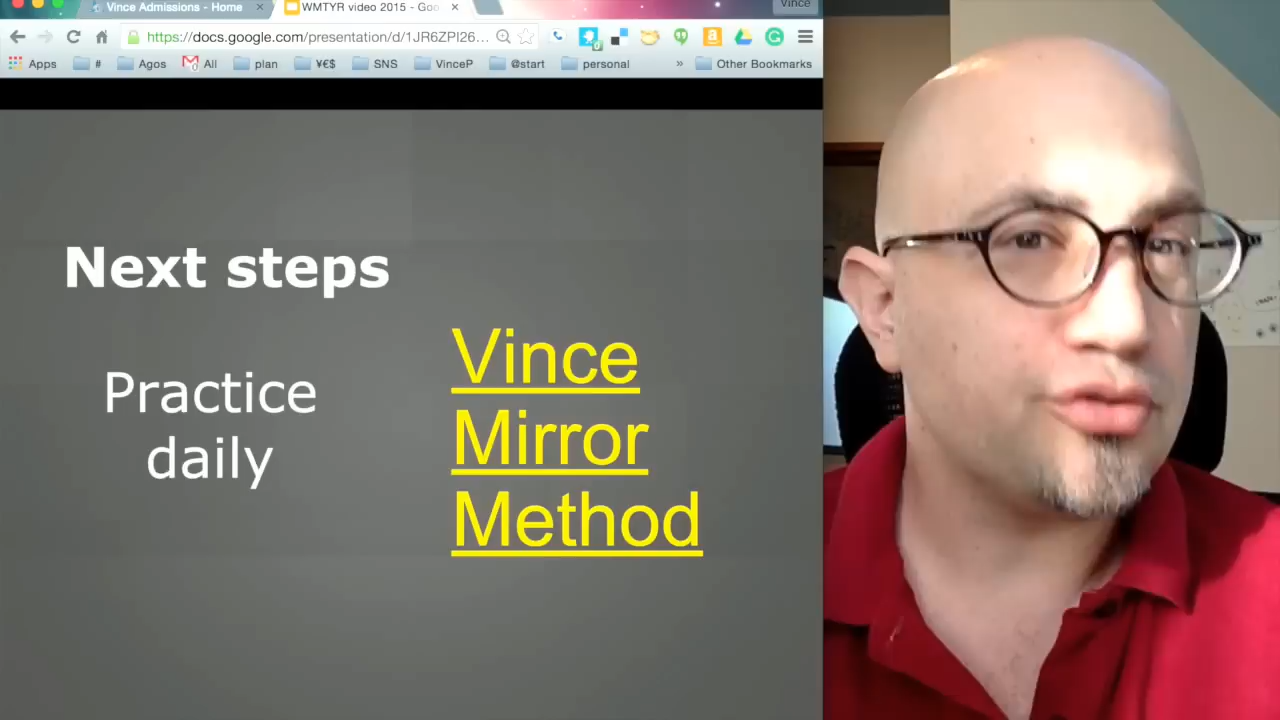 Vince Admissions - Home
WMTYR video 2015 - Goo
Vince
https://docs.google.com/presentation/d/1JR6ZPI26...
Apps
#
Agos
All
plan
¥€$
SNS
VinceP
@start
personal
»
Other Bookmarks
Next steps
Practice
daily
Vince
Mirror
Method